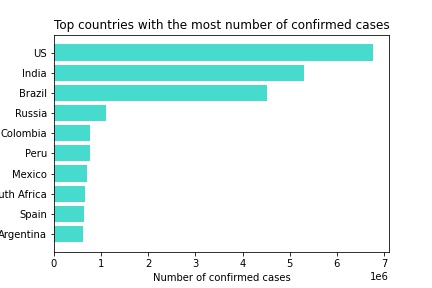 Top countries with the most number of confirmed cases
US
India
Brazil
Russia
Colombia
Peru
Mexico
uth Africa
Spain
Argentina
0 1 2 3 4 5 6 7
1e6
Number of confirmed cases